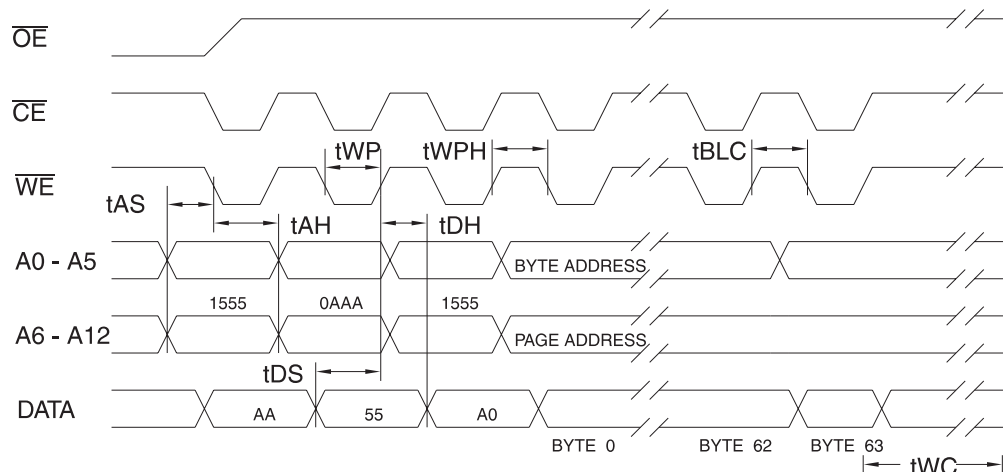 OE
CE
tWP tWPH tBLC
WE
tAS
tAH tDH
A0 - A5 BYTE ADDRESS
1555 0AAA 1555
A6 - A12 PAGE ADDRESS
tDS
DATA AA 55 A0
BYTE 0 BYTE 62 BYTE 63
tWC